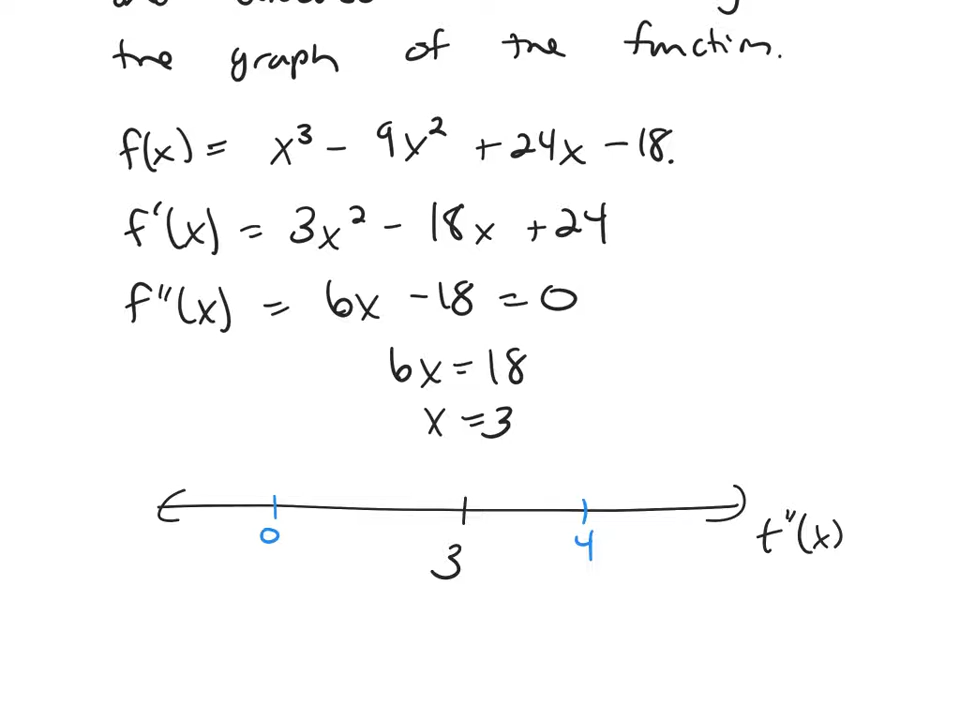 the graph of the function.
f(x) = x³ - 9x² + 24x - 18.
f'(x) = 3x² - 18x + 24
f"(x) = 6x - 18 = 0
6x = 18
x = 3
0 3 4 f"(x)